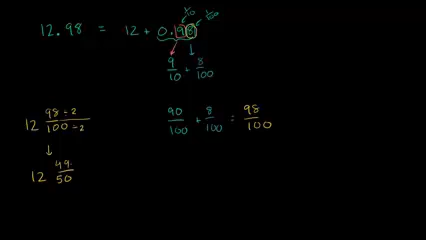 12.98 = 12 + 0.98
1/10 1/100
9/10 + 8/100
12 98÷2/100÷2
90/100 + 8/100 = 98/100
↓
12 49/50